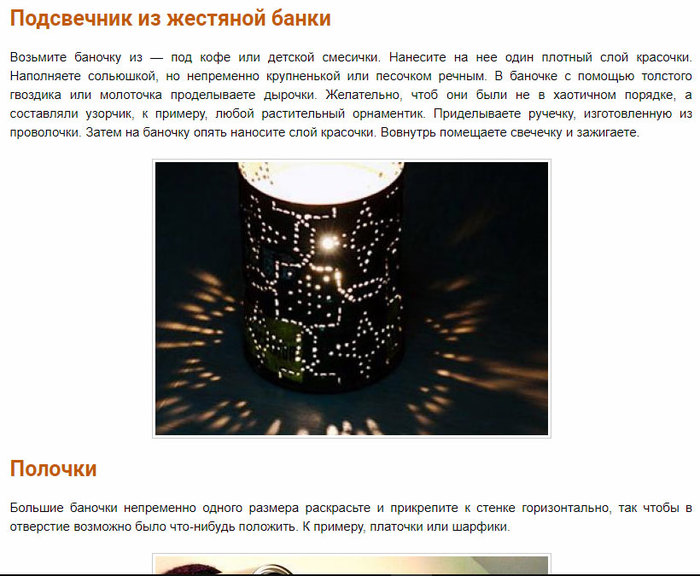 Подсвечник из жестяной банки
Возьмите баночку из — под кофе или детской смесички. Нанесите на нее один плотный слой красочки.
Наполняете сольюшкой, но непременно крупненькой или песочком речным. В баночке с помощью толстого
гвоздика или молоточка проделываете дырочки. Желательно, чтоб они были не в хаотичном порядке, а
составляли узорчик, к примеру, любой растительный орнаментик. Приделываете ручечку, изготовленную из
проволочки. Затем на баночку опять наносите слой красочки. Вовнутрь помещаете свечечку и зажигаете.
Полочки
Большие баночки непременно одного размера раскрасьте и прикрепите к стенке горизонтально, так чтобы в
отверстие возможно было что-нибудь положить. К примеру, платочки или шарфики.